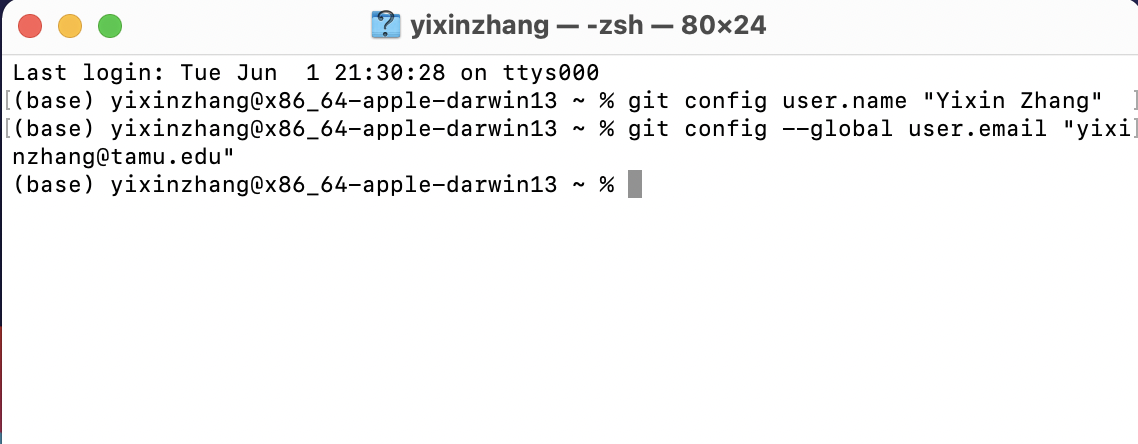 yixinzhang — -zsh — 80×24
Last login: Tue Jun  1 21:30:28 on ttys000
[(base) yixinzhang@x86_64-apple-darwin13 ~ % git config user.name "Yixin Zhang"  ]
[(base) yixinzhang@x86_64-apple-darwin13 ~ % git config --global user.email "yixi]
nzhang@tamu.edu"
(base) yixinzhang@x86_64-apple-darwin13 ~ %